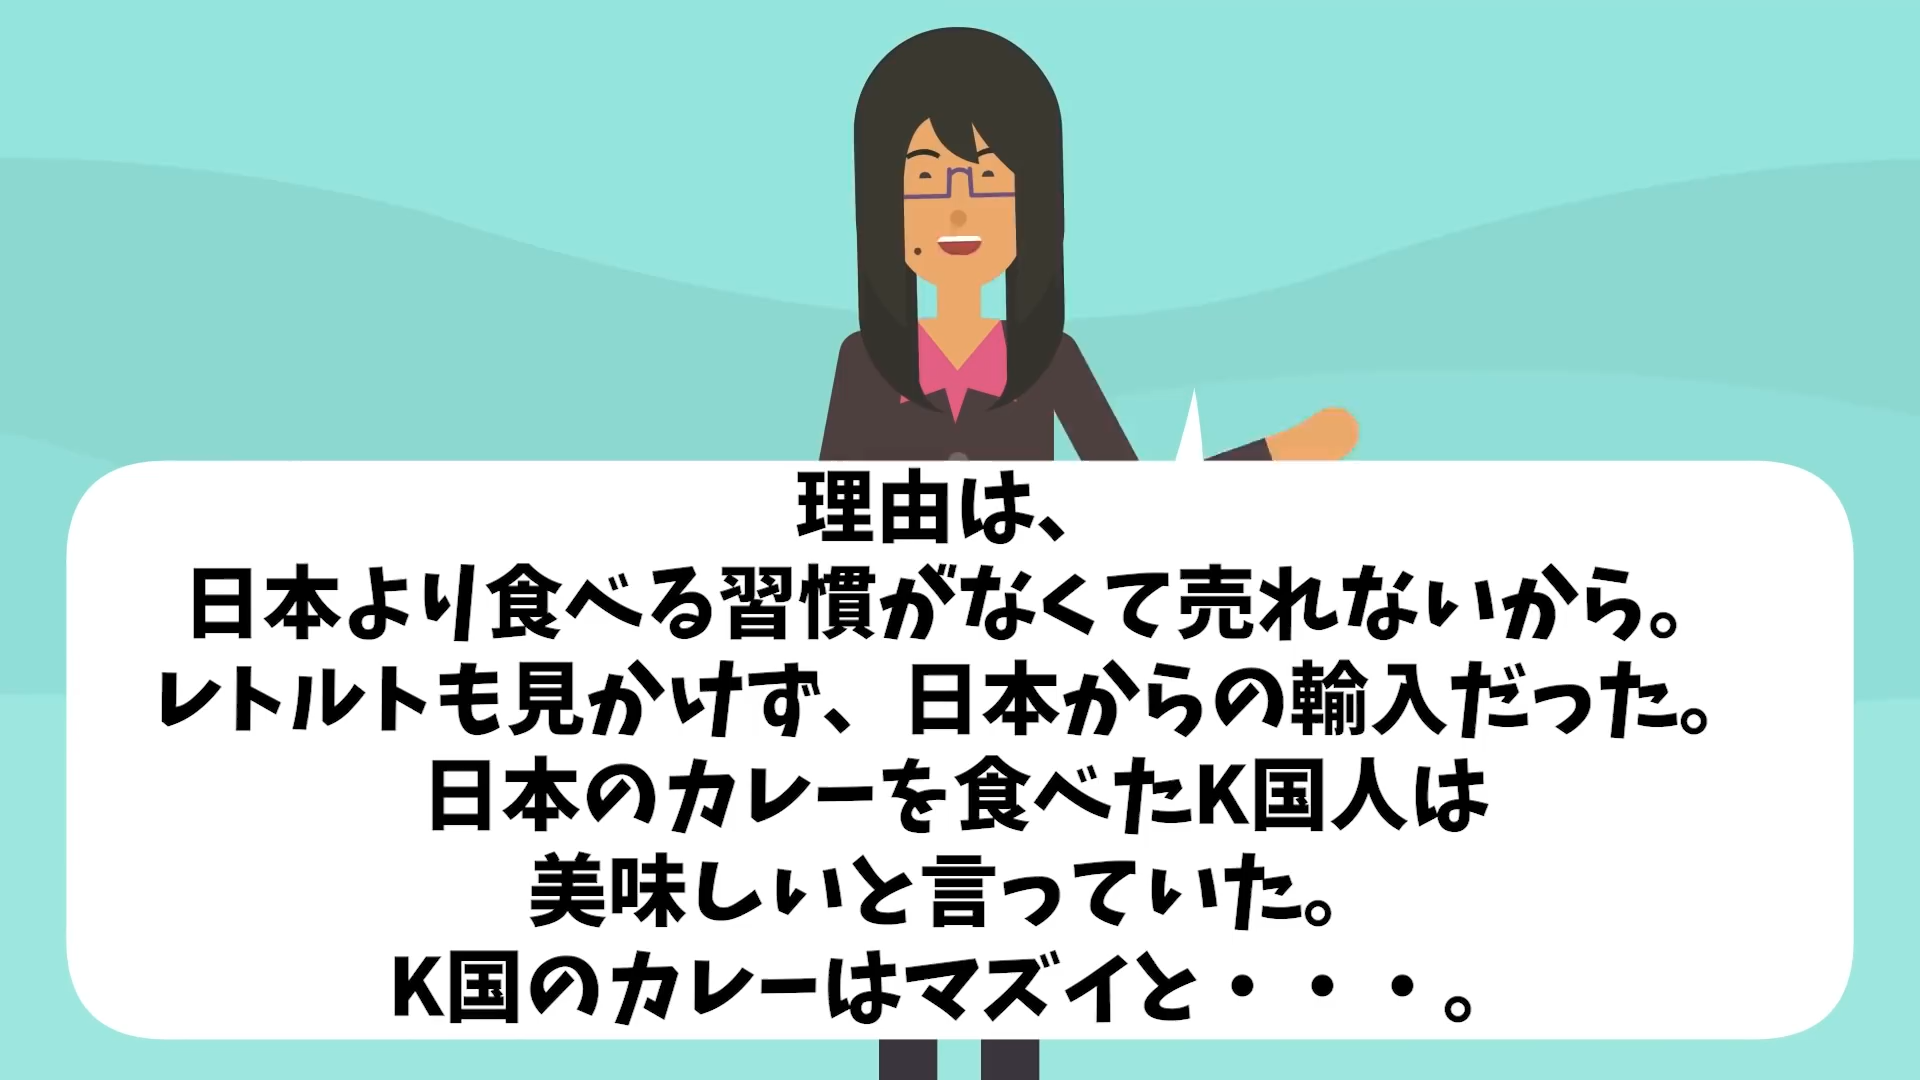 理由は、
日本より食べる習慣がなくて売れないから。
レトルトも見かけず、日本からの輸入だった。
日本のカレーを食べたK国人は
美味しいと言っていた。
K国のカレーはマズイと・・・。